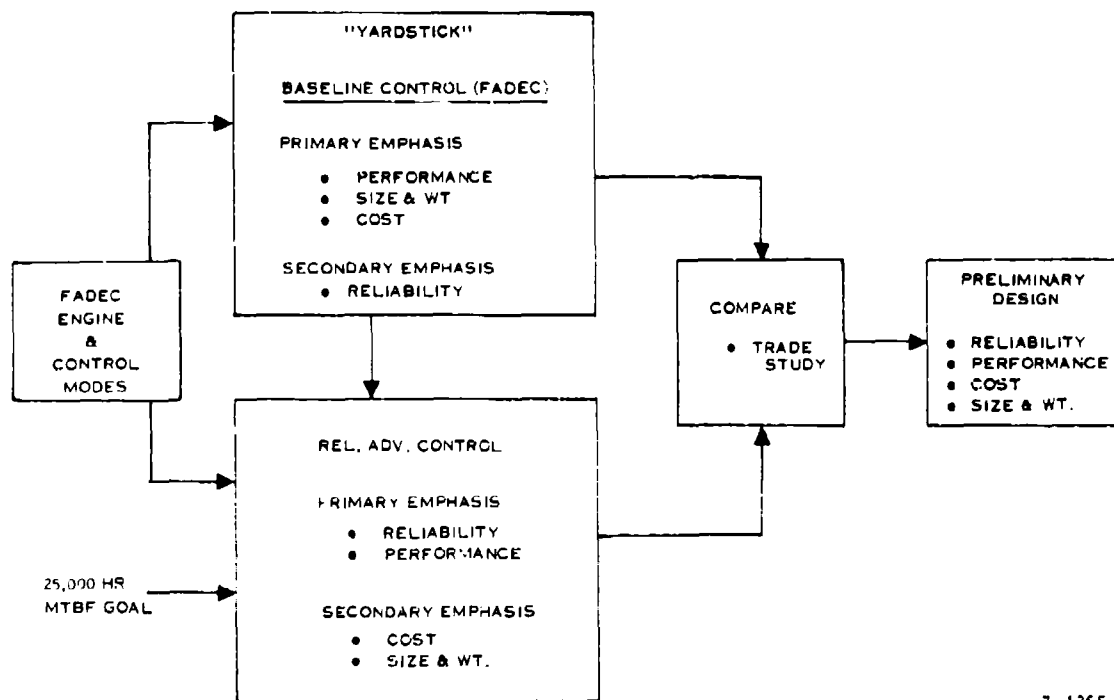 "YARDSTICK"
BASELINE CONTROL (FADEC)
PRIMARY EMPHASIS
• PERFORMANCE
• SIZE & WT
• COST
SECONDARY EMPHASIS
• RELIABILITY
FADEC
ENGINE
&
CONTROL
MODES
COMPARE
• TRADE
STUDY
PRELIMINARY
DESIGN
• RELIABILITY
• PERFORMANCE
• COST
• SIZE & WT.
REL. ADV. CONTROL
PRIMARY EMPHASIS
• RELIABILITY
• PERFORMANCE
SECONDARY EMPHASIS
• COST
• SIZE & WT.
25,000 HR
MTBF GOAL